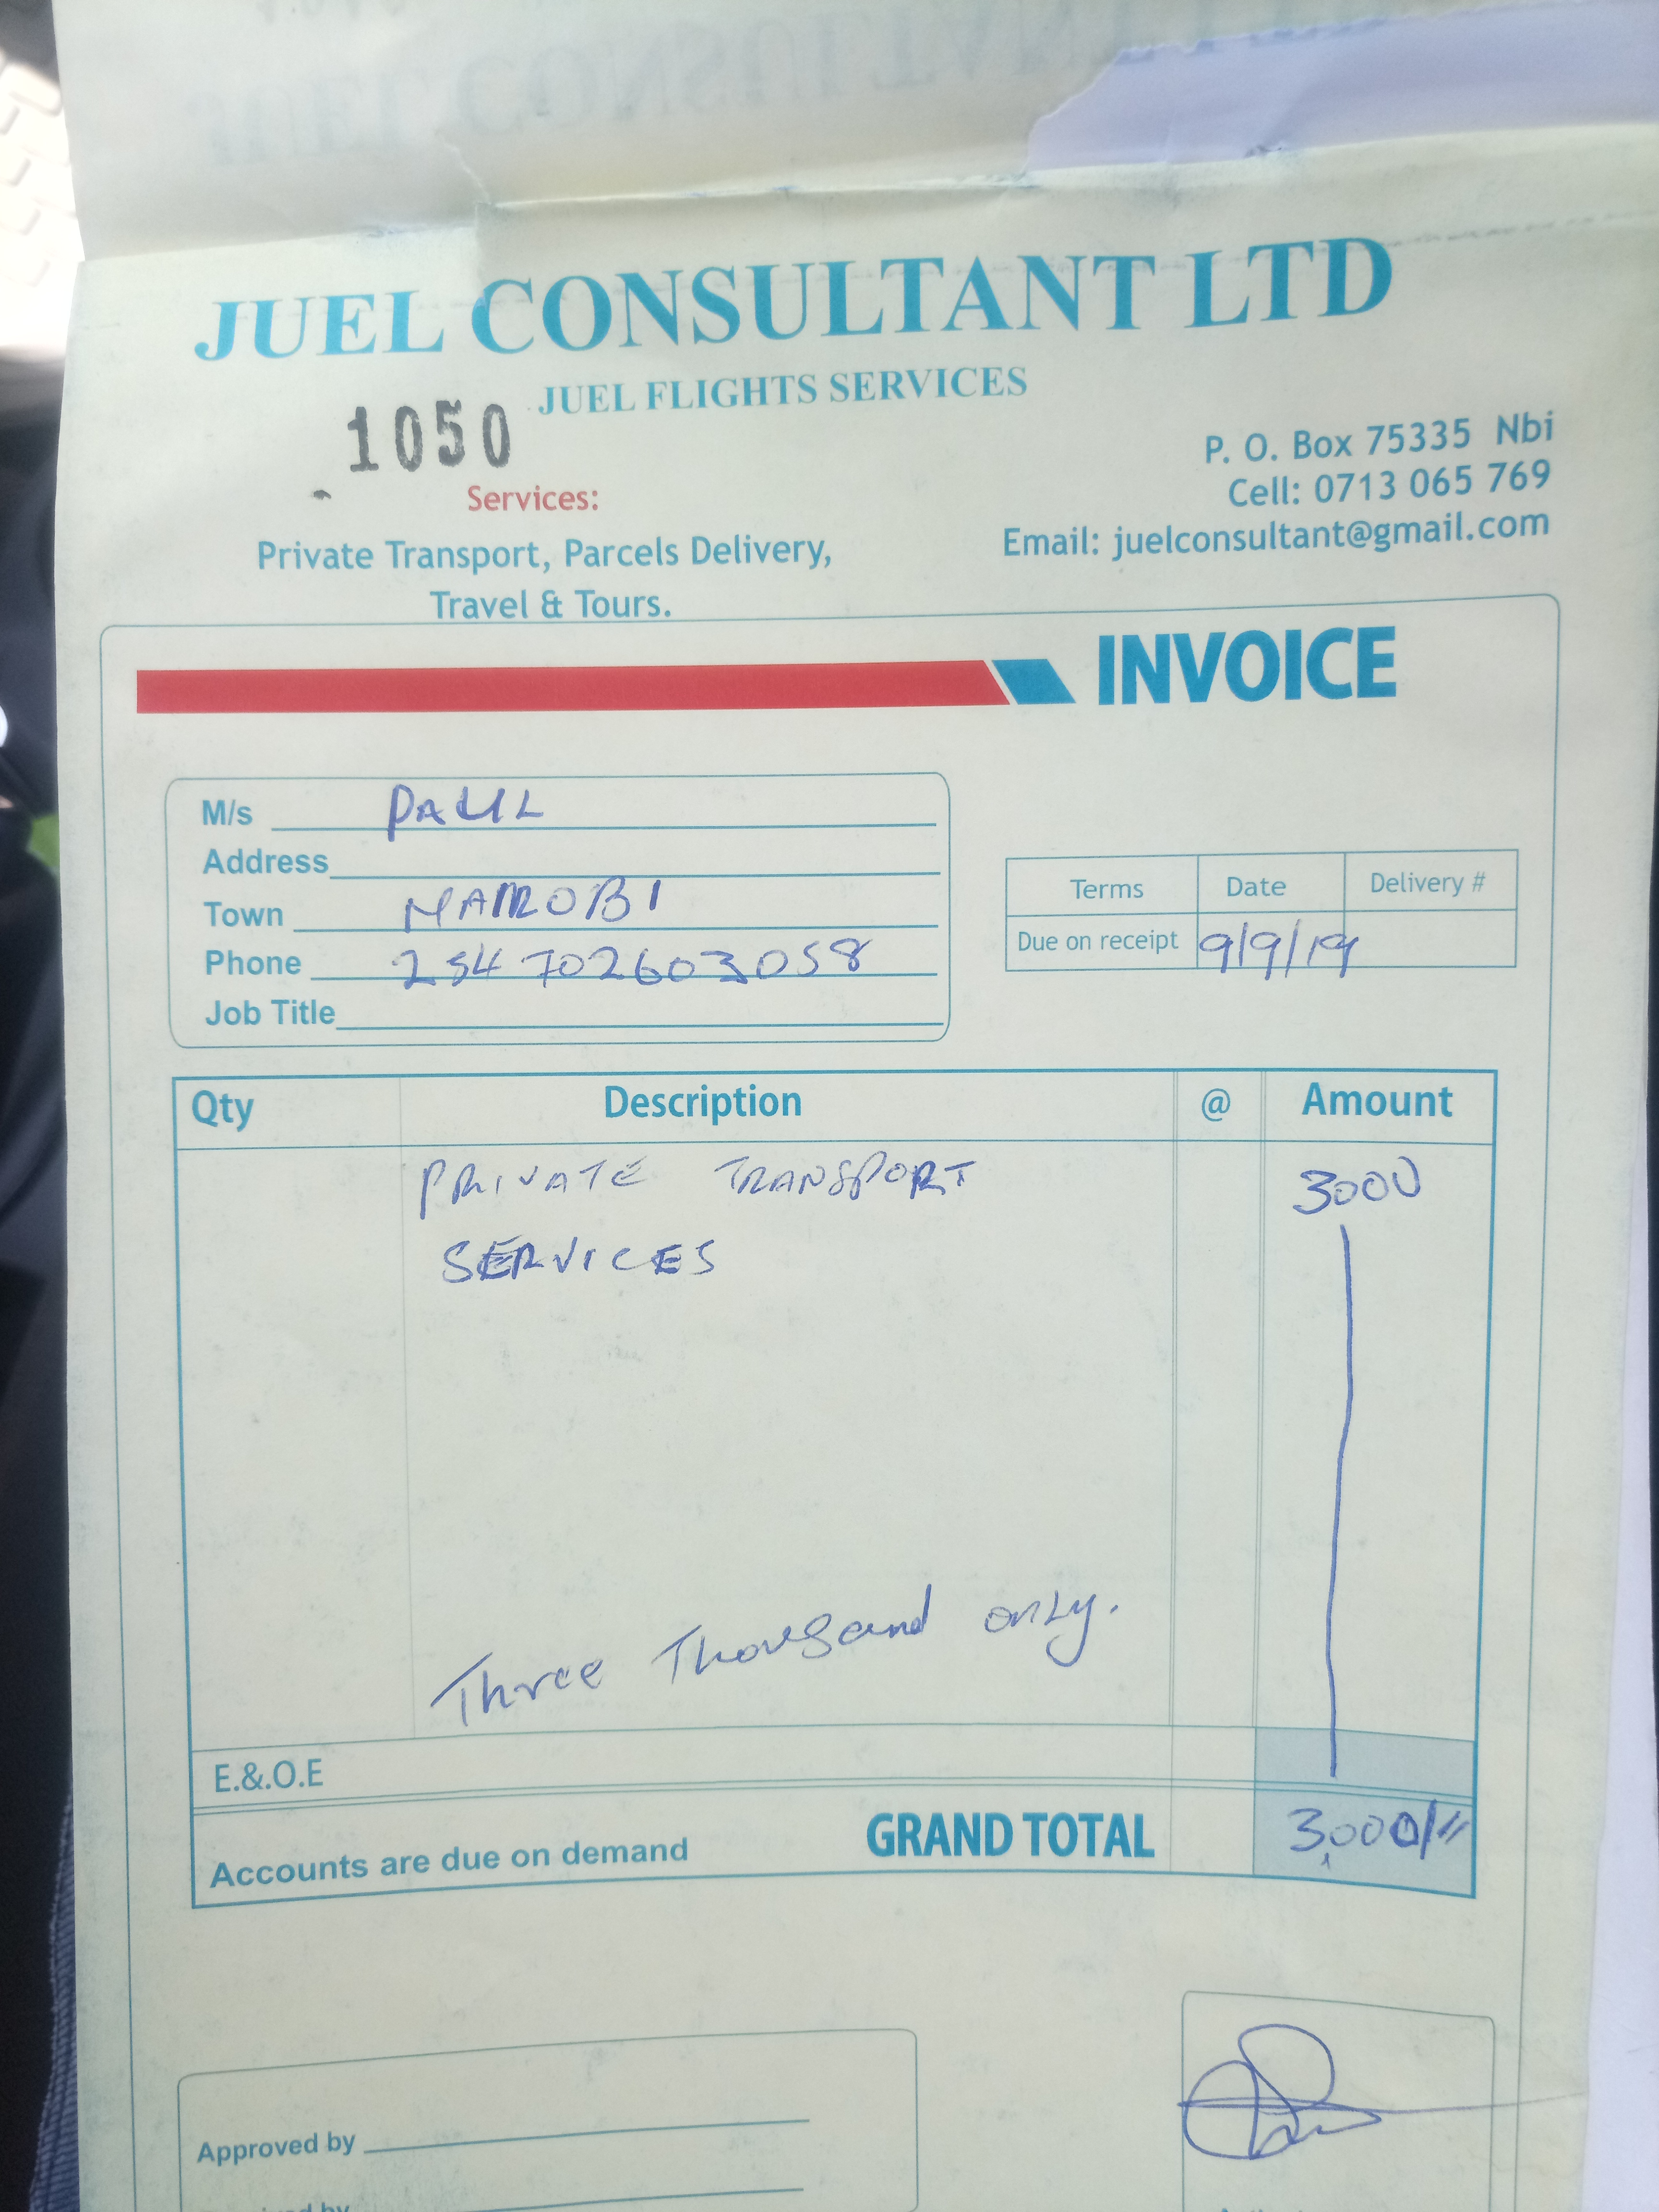 JUEL CONSULTANT LTD
JUEL CONSULTANT LTD
JUEL FLIGHTS SERVICES
1050
P. O. Box 75335 Nbi
Cell: 0713 065 769
Email: juelconsultant@gmail.com
Services:
Private Transport, Parcels Delivery,
Travel & Tours.
INVOICE
M/s PAUL
Address
Town NAIROBI
Phone 254 702603058
Job Title
Terms Date Delivery #
Due on receipt 9/9/19
Qty Description @ Amount
PRIVATE TRANSPORT 3000
SERVICES
Three Thousand only.
E.&.O.E
Accounts are due on demand GRAND TOTAL 3,000/=
Approved by